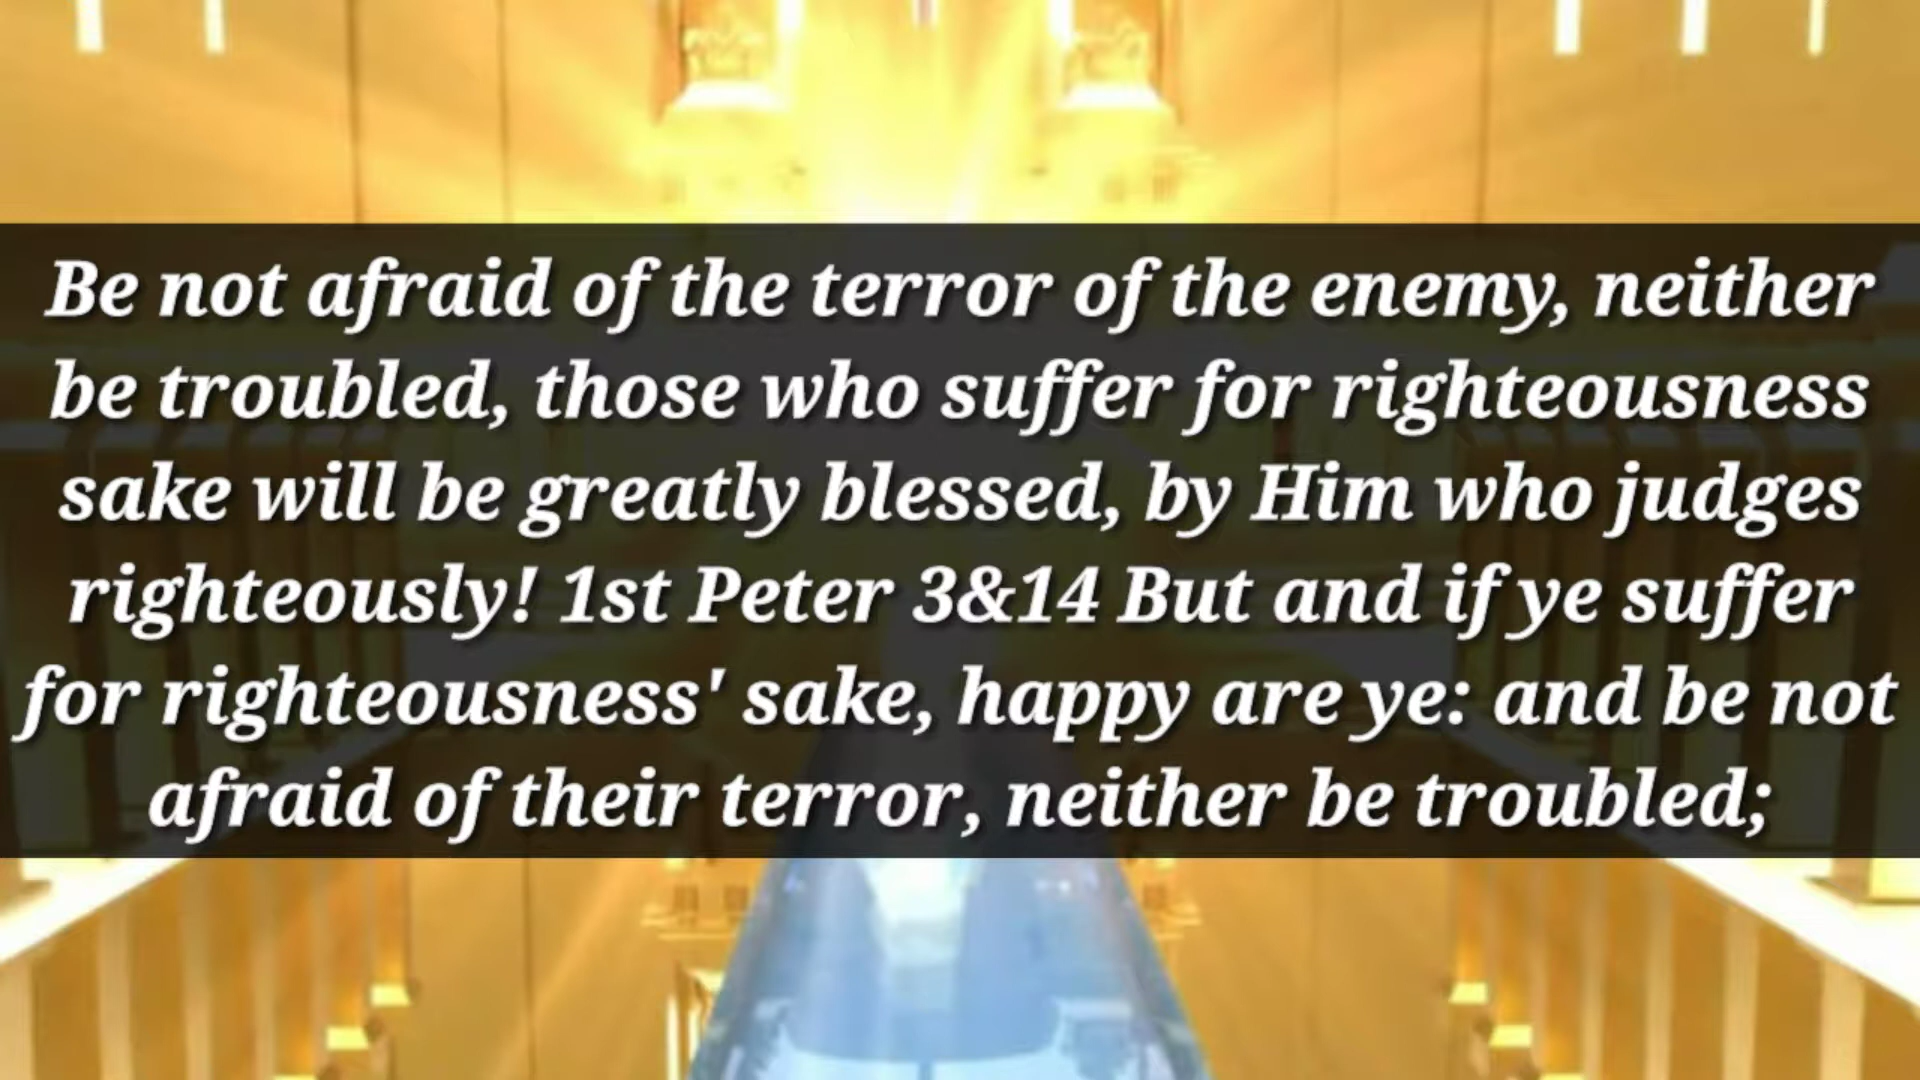 Be not afraid of the terror of the enemy, neither
be troubled, those who suffer for righteousness
sake will be greatly blessed, by Him who judges
righteously! 1st Peter 3&14 But and if ye suffer
for righteousness' sake, happy are ye: and be not
afraid of their terror, neither be troubled;